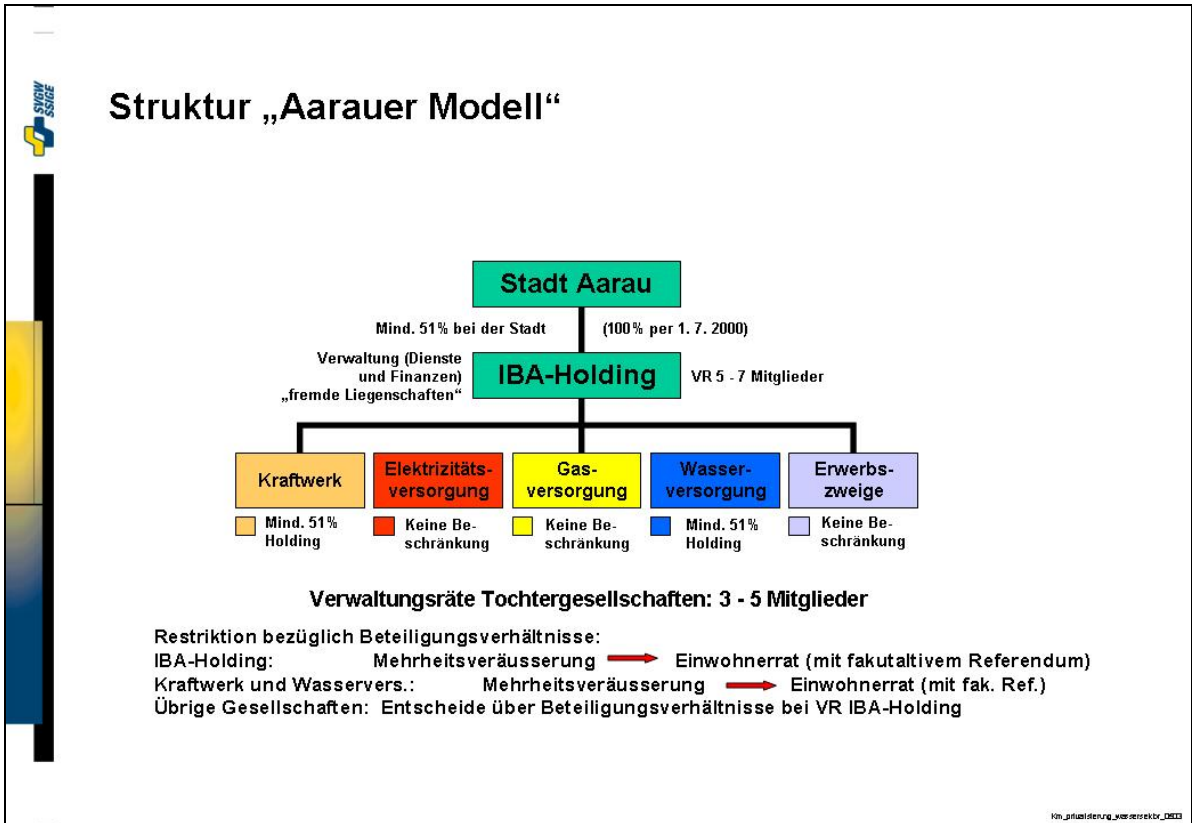 SVGW
SSIGE
Struktur „Aarauer Modell“
Stadt Aarau
Mind. 51% bei der Stadt
(100% per 1. 7. 2000)
Verwaltung (Dienste
und Finanzen)
„fremde Liegenschaften“
IBA-Holding
VR 5 - 7 Mitglieder
Kraftwerk
Elektrizitäts-
versorgung
Gas-
versorgung
Wasser-
versorgung
Erwerbs-
zweige
Mind. 51%
Holding
Keine Be-
schränkung
Keine Be-
schränkung
Mind. 51%
Holding
Keine Be-
schränkung
Verwaltungsräte Tochtergesellschaften: 3 - 5 Mitglieder
Restriktion bezüglich Beteiligungsverhältnisse:
IBA-Holding: Mehrheitsveräusserung Einwohnerrat (mit fakutaltivem Referendum)
Kraftwerk und Wasservers.: Mehrheitsveräusserung Einwohnerrat (mit fak. Ref.)
Übrige Gesellschaften: Entscheide über Beteiligungsverhältnisse bei VR IBA-Holding